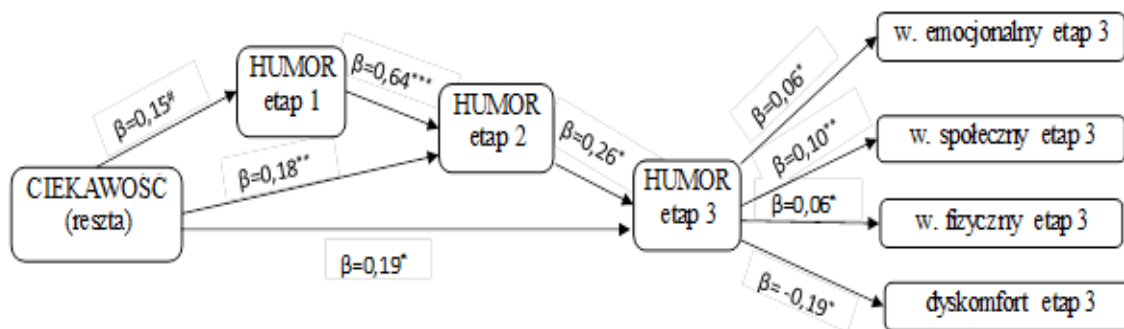 w. emocjonalny etap 3
HUMOR
etap 1
β=0,64***
β=0,06*
β=0,15#
HUMOR
etap 2
β=0,26*
β=0,10**
w. społeczny etap 3
CIEKAWOŚĆ
(reszta)
β=0,18**
HUMOR
etap 3
β=0,06*
w. fizyczny etap 3
β=0,19*
β= -0,19*
dyskomfort etap 3